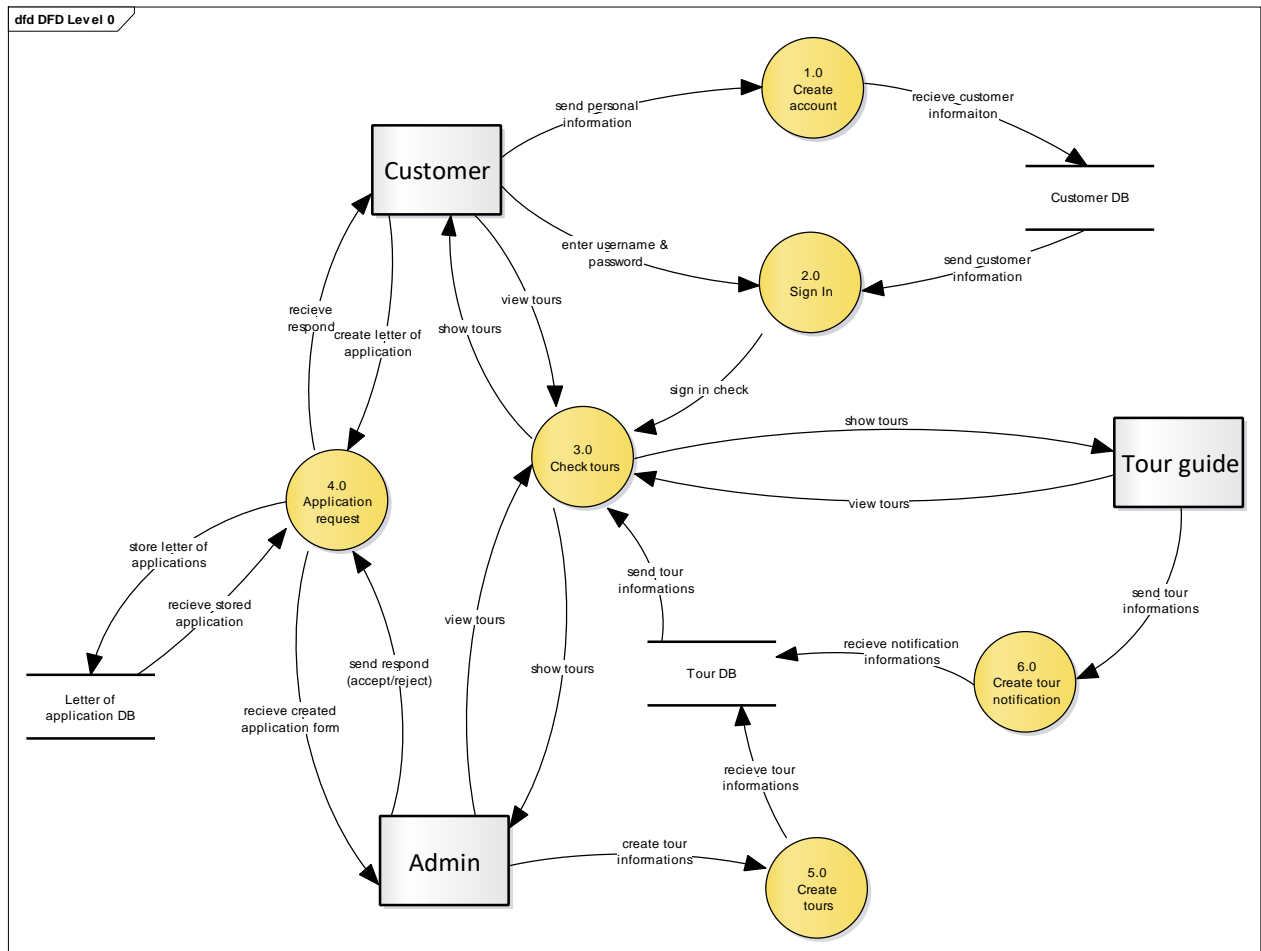 dfd DFD Level 0
1.0
Create
account
send personal
information
recieve customer
informaiton
Customer
Customer DB
enter username &
password
send customer
information
2.0
Sign In
view tours
recieve
respond
show tours
create letter of
application
sign in check
show tours
3.0
Check tours
Tour guide
4.0
Application
request
view tours
store letter of
applications
send tour
informations
send tour
informations
recieve stored
application
view tours
recieve notification
informations
6.0
Create tour
notification
send respond
(accept/reject)
show tours
Tour DB
Letter of
application DB
recieve created
application form
recieve tour
informations
create tour
informations
Admin
5.0
Create
tours